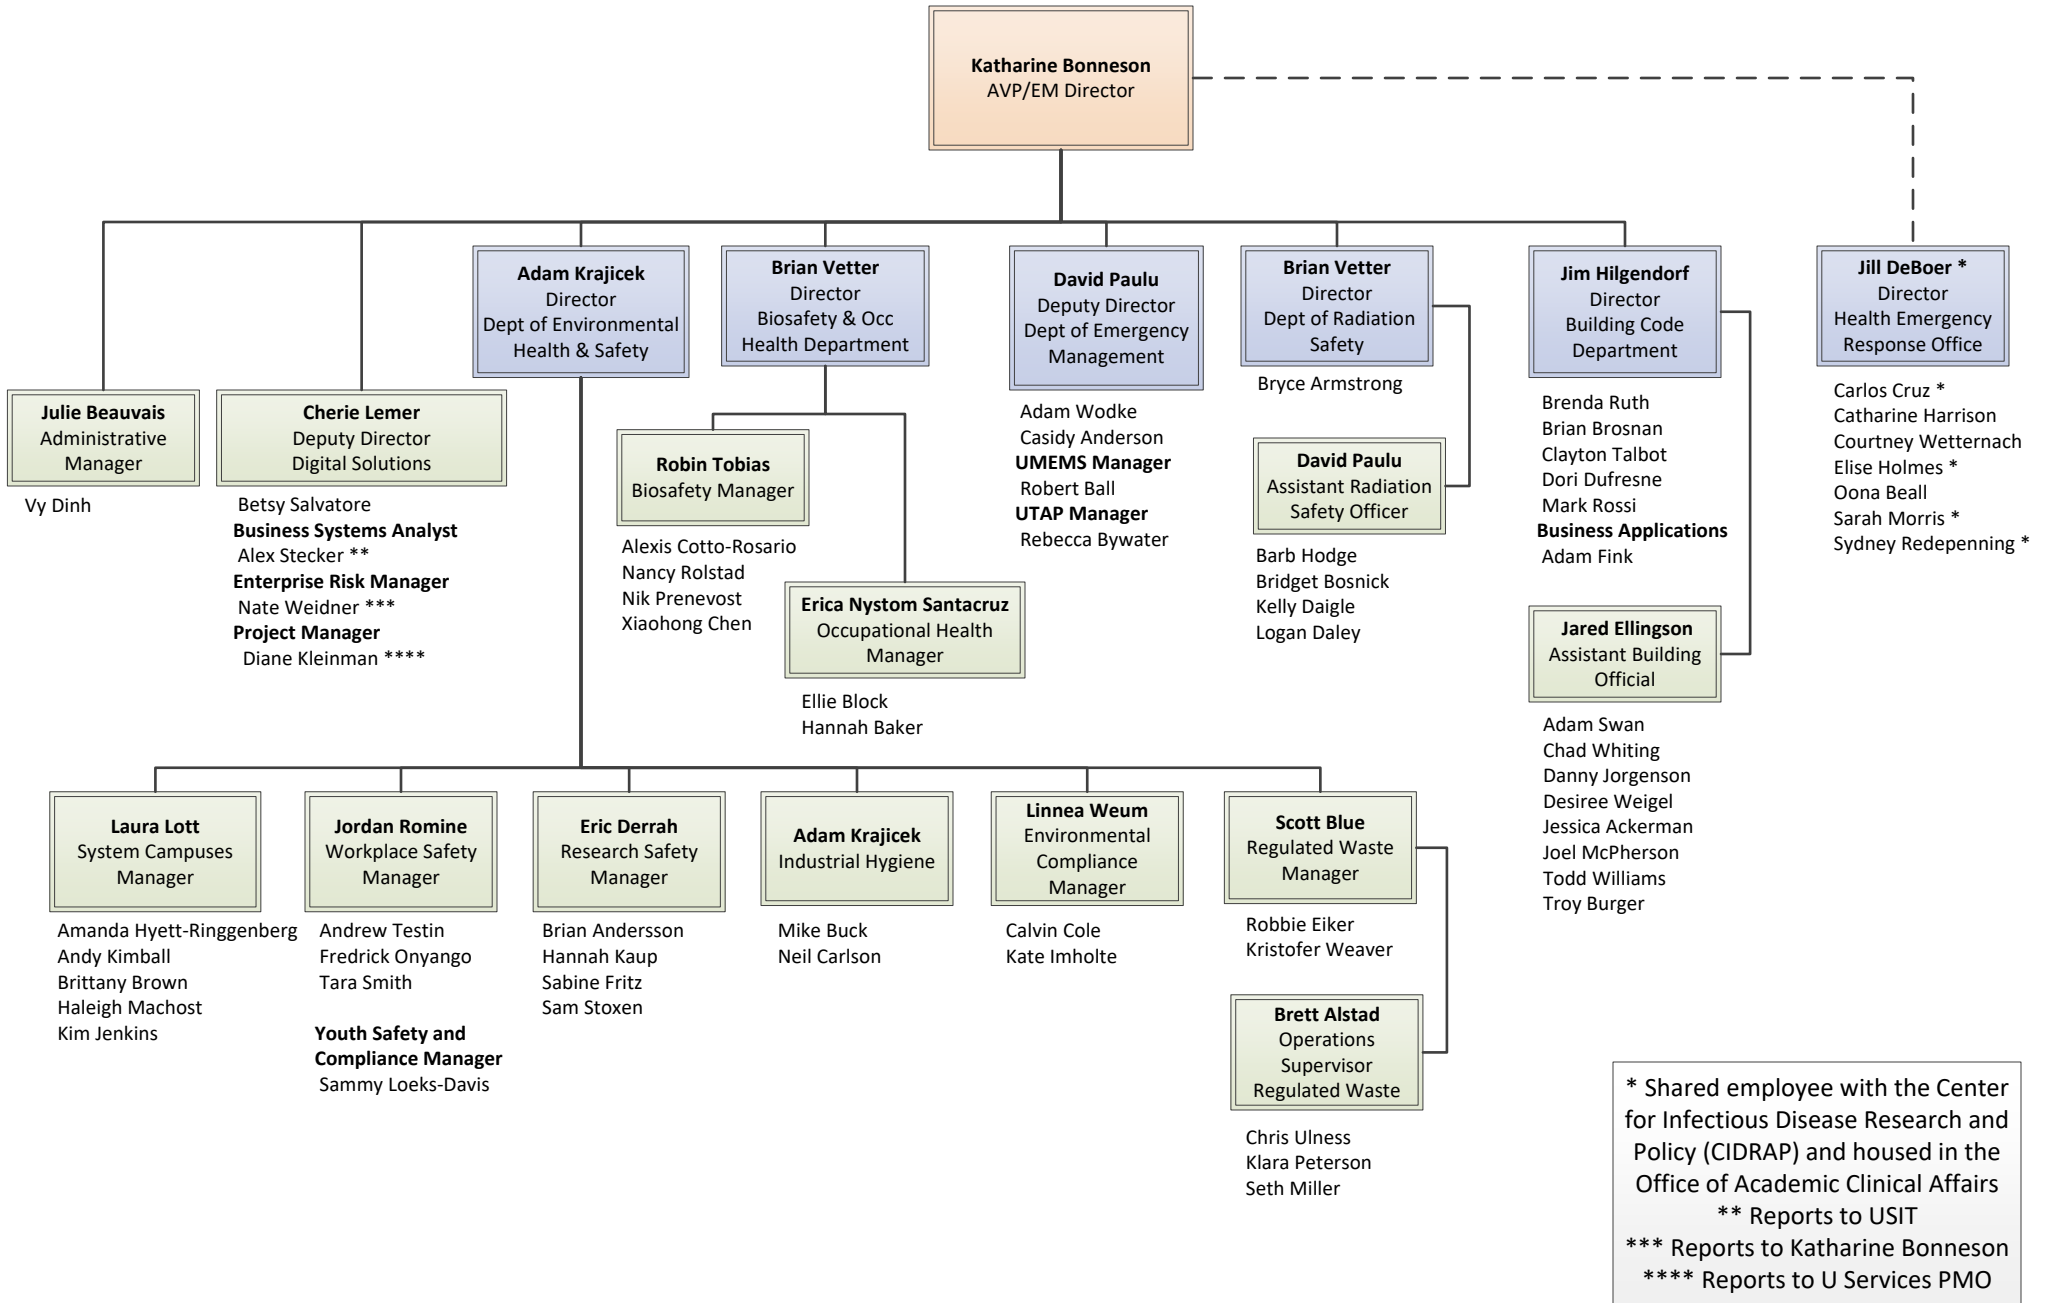 Katharine Bonneson
AVP/EM Director
Adam Krajicek
Director
Dept of Environmental
Health & Safety
Brian Vetter
Director
Biosafety & Occ
Health Department
David Paulu
Deputy Director
Dept of Emergency
Management
Brian Vetter
Director
Dept of Radiation
Safety
Jim Hilgendorf
Director
Building Code
Department
Jill DeBoer *
Director
Health Emergency
Response Office
Julie Beauvais
Administrative
Manager
Vy Dinh
Cherie Lemer
Deputy Director
Digital Solutions
Betsy Salvatore
Business Systems Analyst
Alex Stecker **
Enterprise Risk Manager
Nate Weidner ***
Project Manager
Diane Kleinman ****
Robin Tobias
Biosafety Manager
Alexis Cotto-Rosario
Nancy Rolstad
Nik Prenevost
Xiaohong Chen
Erica Nystom Santacruz
Occupational Health
Manager
Ellie Block
Hannah Baker
Adam Wodke
Casidy Anderson
UMEMS Manager
Robert Ball
UTAP Manager
Rebecca Bywater
Bryce Armstrong
David Paulu
Assistant Radiation
Safety Officer
Barb Hodge
Bridget Bosnick
Kelly Daigle
Logan Daley
Brenda Ruth
Brian Brosnan
Clayton Talbot
Dori Dufresne
Mark Rossi
Business Applications
Adam Fink
Jared Ellingson
Assistant Building
Official
Adam Swan
Chad Whiting
Danny Jorgenson
Desiree Weigel
Jessica Ackerman
Joel McPherson
Todd Williams
Troy Burger
Carlos Cruz *
Catharine Harrison
Courtney Wetternach
Elise Holmes *
Oona Beall
Sarah Morris *
Sydney Redepenning *
Laura Lott
System Campuses
Manager
Amanda Hyett-Ringgenberg
Andy Kimball
Brittany Brown
Haleigh Machost
Kim Jenkins
Jordan Romine
Workplace Safety
Manager
Andrew Testin
Fredrick Onyango
Tara Smith
Youth Safety and
Compliance Manager
Sammy Loeks-Davis
Eric Derrah
Research Safety
Manager
Brian Andersson
Hannah Kaup
Sabine Fritz
Sam Stoxen
Adam Krajicek
Industrial Hygiene
Mike Buck
Neil Carlson
Linnea Weum
Environmental
Compliance
Manager
Calvin Cole
Kate Imholte
Scott Blue
Regulated Waste
Manager
Robbie Eiker
Kristofer Weaver
Brett Alstad
Operations
Supervisor
Regulated Waste
Chris Ulness
Klara Peterson
Seth Miller
* Shared employee with the Center
for Infectious Disease Research and
Policy (CIDRAP) and housed in the
Office of Academic Clinical Affairs
** Reports to USIT
*** Reports to Katharine Bonneson
**** Reports to U Services PMO